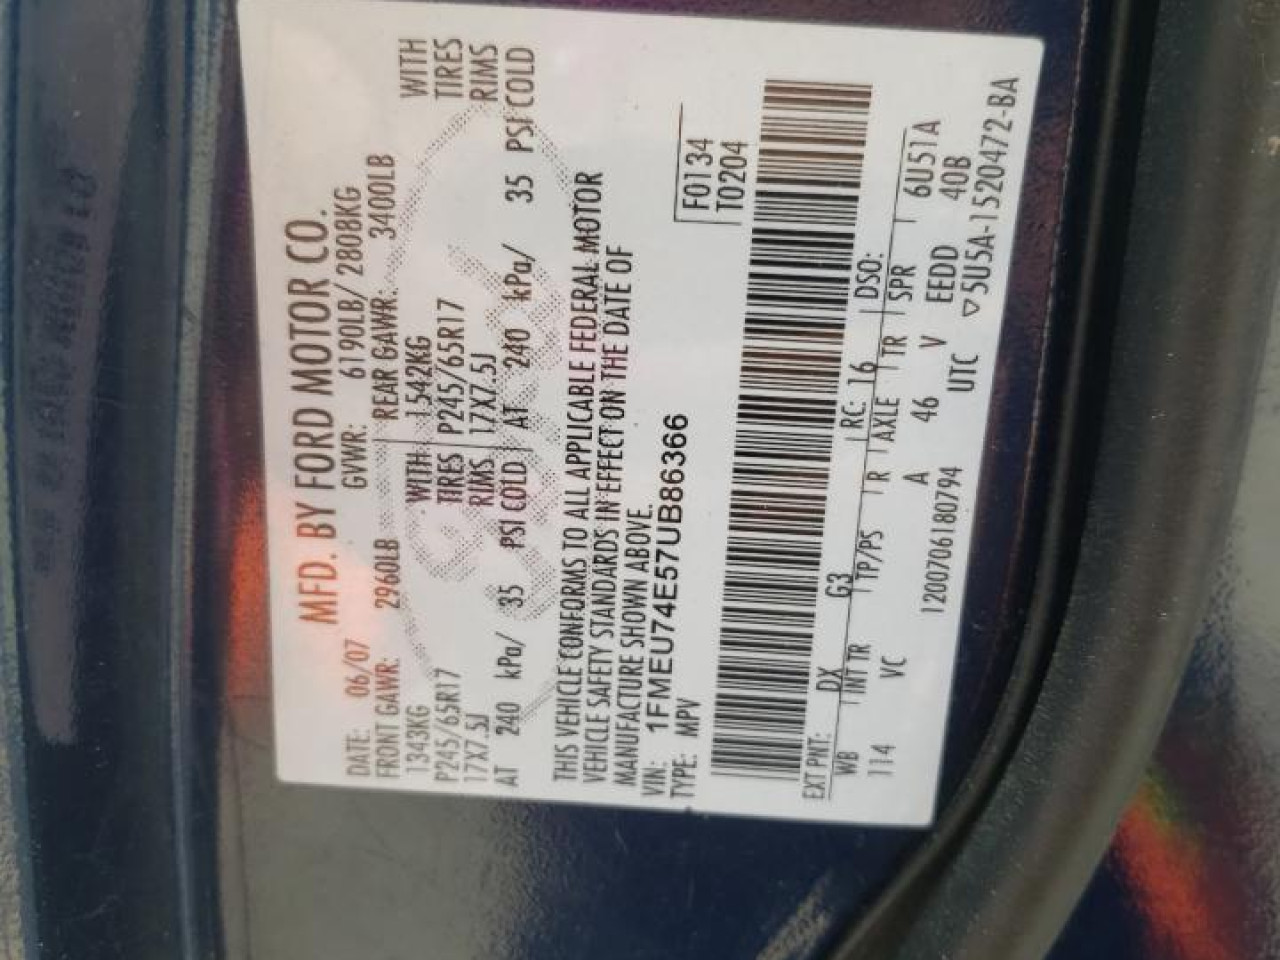 MFD. BY FORD MOTOR CO.
DATE: 06/07 GVWR: 6190LB/ 2808KG
FRONT GAWR: 2960LB REAR GAWR: 3400LB
1343KG WITH 1542KG WITH
P245/65R17 TIRES P245/65R17 TIRES
17X7.5J RIMS 17X7.5J RIMS
AT 240 kPa/ 35 PSI COLD AT 240 kPa/ 35 PSI COLD
THIS VEHICLE CONFORMS TO ALL APPLICABLE FEDERAL MOTOR
VEHICLE SAFETY STANDARDS IN EFFECT ON THE DATE OF
MANUFACTURE SHOWN ABOVE.
VIN: 1FMEU74E57UB86366
TYPE: MPV
F0134
T0204
EXT PNT: DX G3 RC: 16 DSO:
WB INT TR TP/PS R AXLE TR SPR 6U51A
114 VC A 46 V EEDD 40B
1200706180794 UTC ▽5U5A-1520472-BA